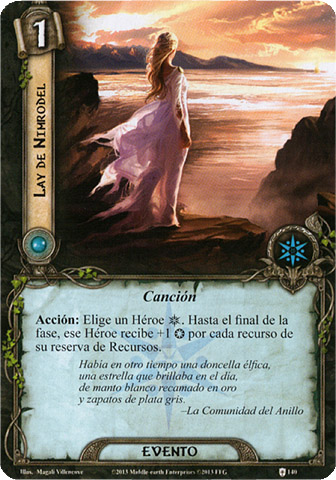 1
LAY DE NIMRODEL
Canción
Acción: Elige un Héroe . Hasta el final de la
fase, ese Héroe recibe +1 por cada recurso de
su reserva de Recursos.
Había en otro tiempo una doncella élfica,
una estrella que brillaba en el día,
de manto blanco recamado en oro
y zapatos de plata gris.
–La Comunidad del Anillo
EVENTO
Illus. Magali Villeneuve
©2013 Middle-earth Enterprises ©2013 FFG
140